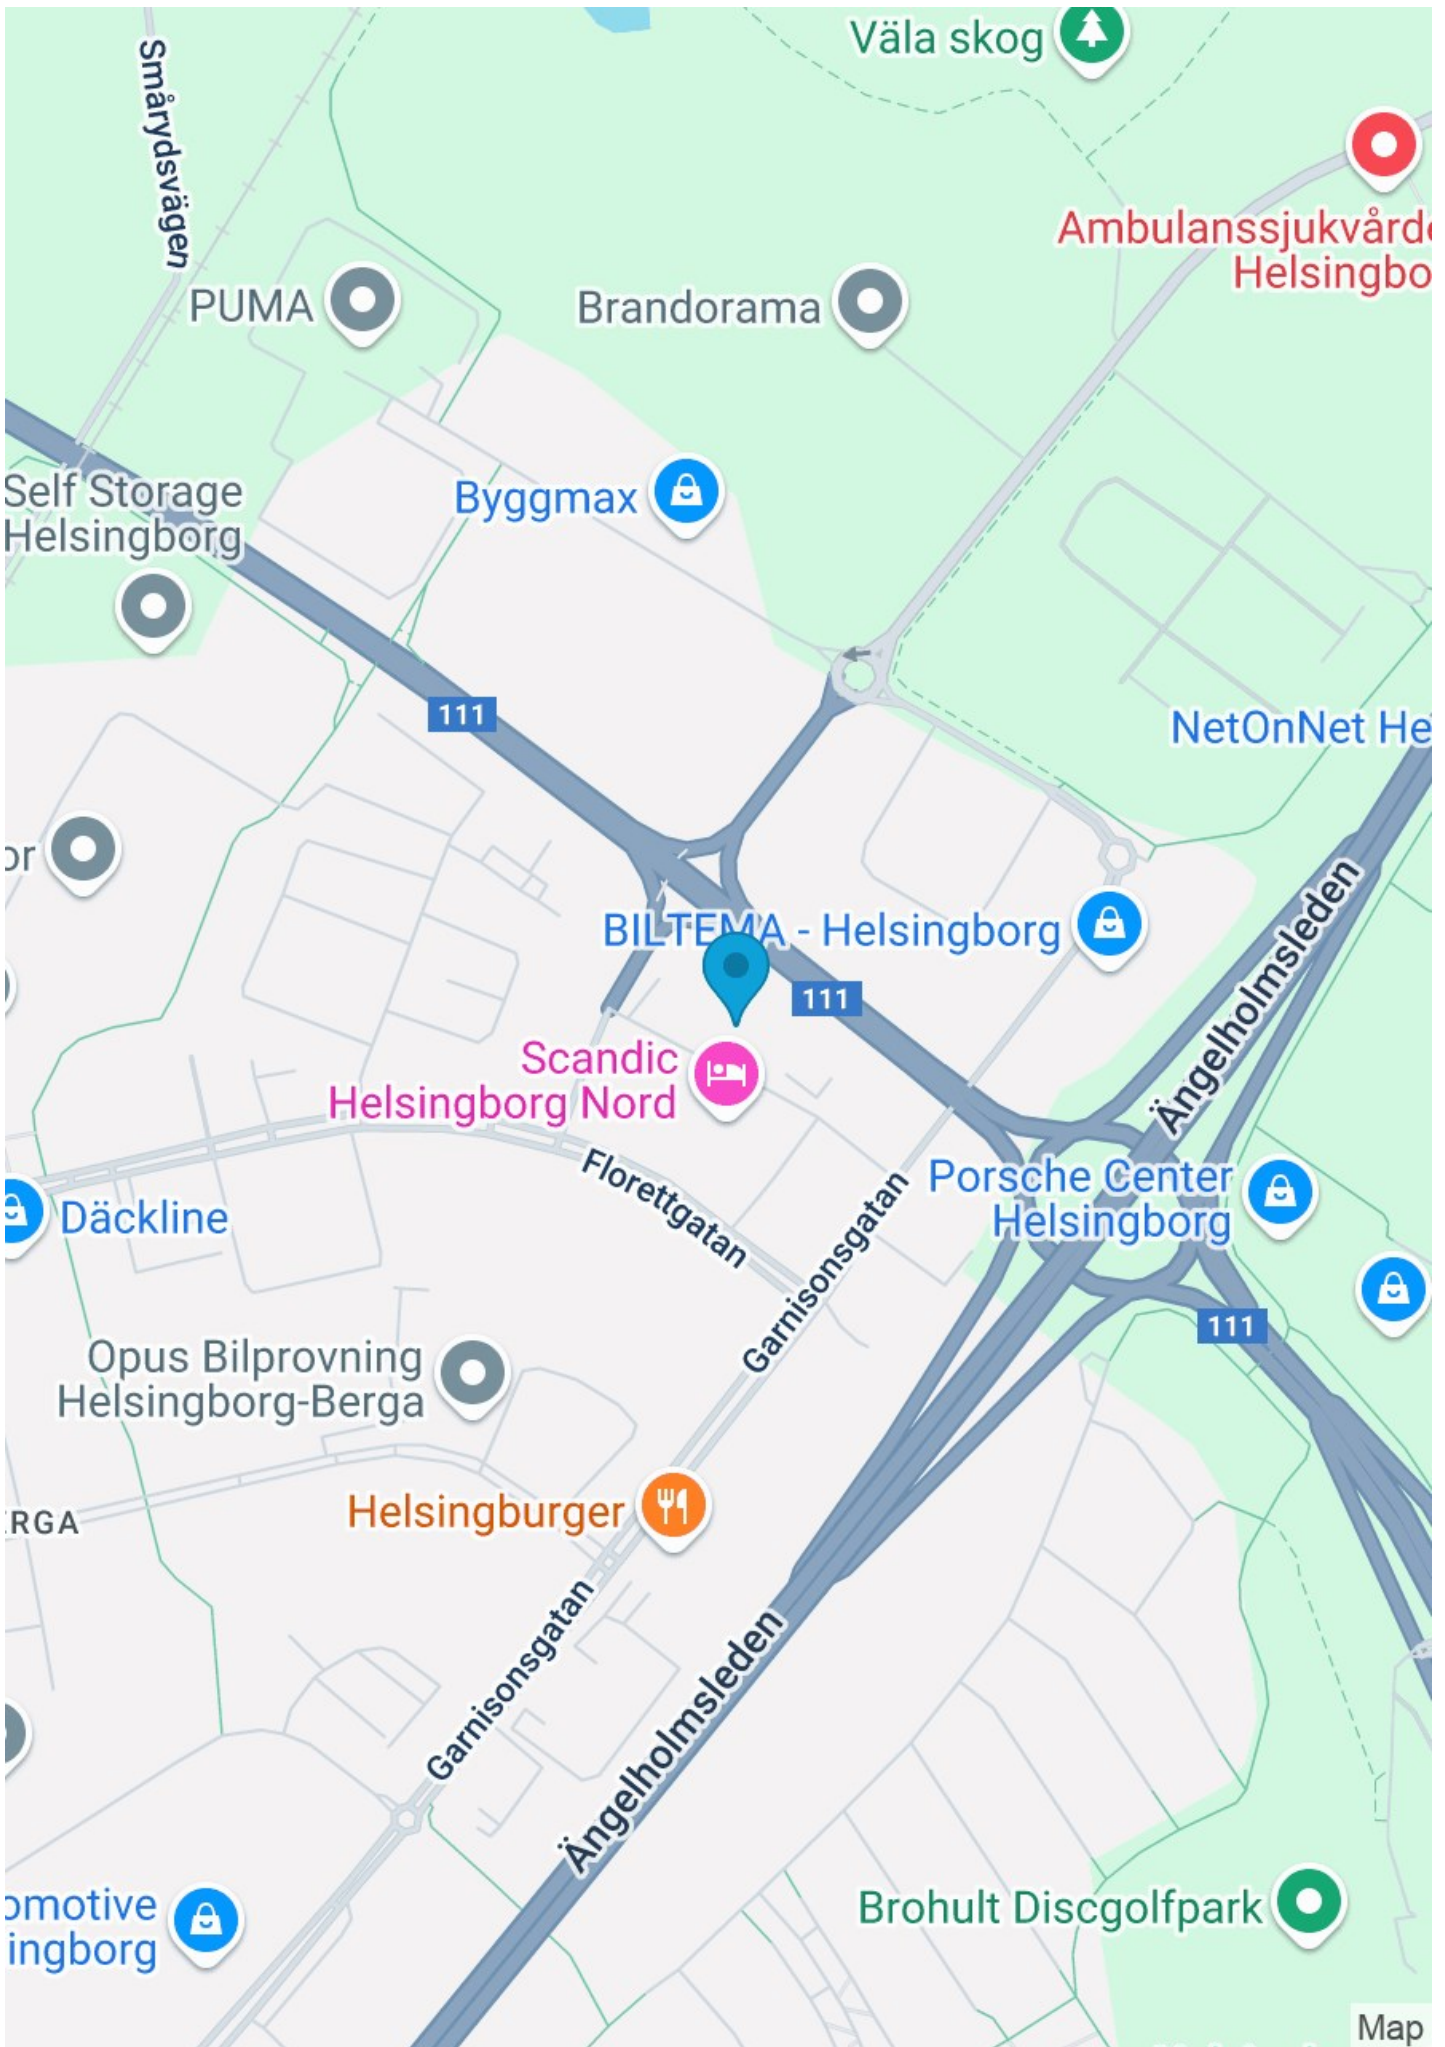 Väla skog
Smårydsvägen
Ambulanssjukvårde
Helsingbo
PUMA
Brandorama
Self Storage
Helsingborg
Byggmax
111
NetOnNet He
or
Ängelholmsleden
BILTEMA - Helsingborg
111
Scandic
Helsingborg Nord
Florettgatan
Garnisonsgatan
Porsche Center
Helsingborg
Däckline
111
Opus Bilprovning
Helsingborg-Berga
Helsingburger
RGA
Garnisonsgatan
Ängelholmsleden
omotive
ingborg
Brohult Discgolfpark
Map